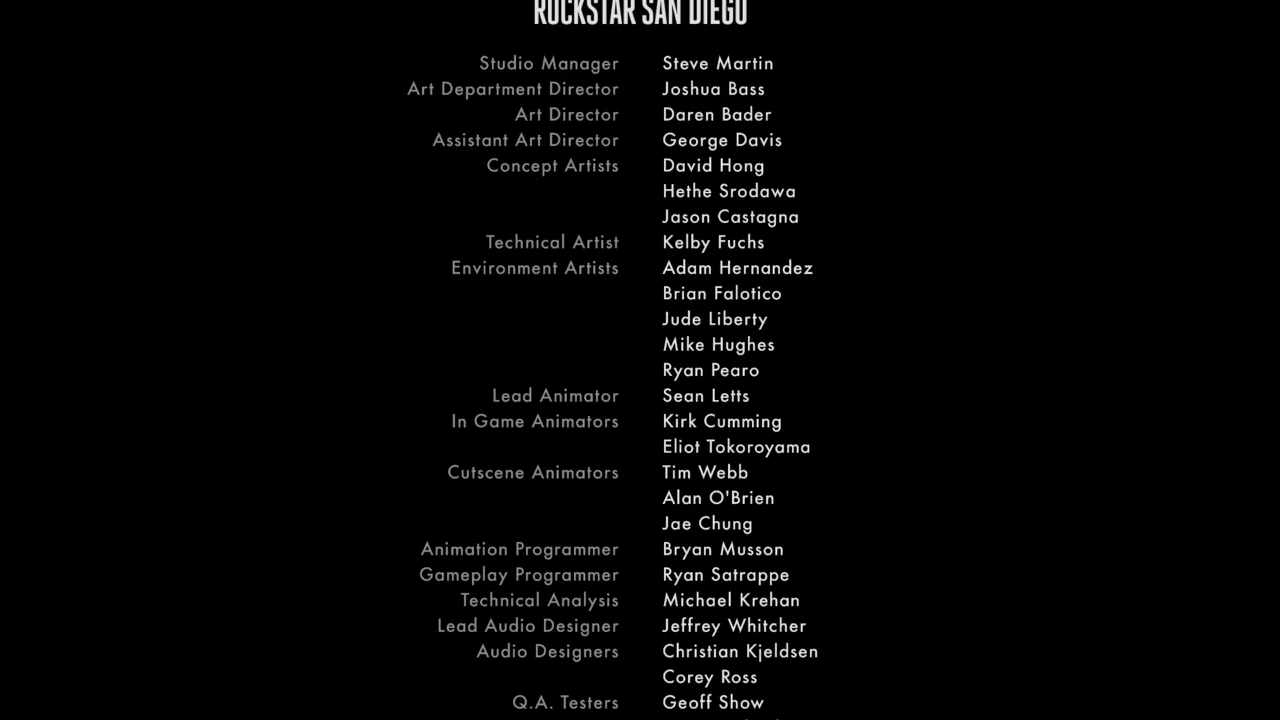 ROCKSTAR SAN DIEGO
Studio Manager Steve Martin
Art Department Director Joshua Bass
Art Director Daren Bader
Assistant Art Director George Davis
Concept Artists David Hong
Hethe Srodawa
Jason Castagna
Technical Artist Kelby Fuchs
Environment Artists Adam Hernandez
Brian Falotico
Jude Liberty
Mike Hughes
Ryan Pearo
Lead Animator Sean Letts
In Game Animators Kirk Cumming
Eliot Tokoroyama
Cutscene Animators Tim Webb
Alan O'Brien
Jae Chung
Animation Programmer Bryan Musson
Gameplay Programmer Ryan Satrappe
Technical Analysis Michael Krehan
Lead Audio Designer Jeffrey Whitcher
Audio Designers Christian Kjeldsen
Corey Ross
Q.A. Testers Geoff Show